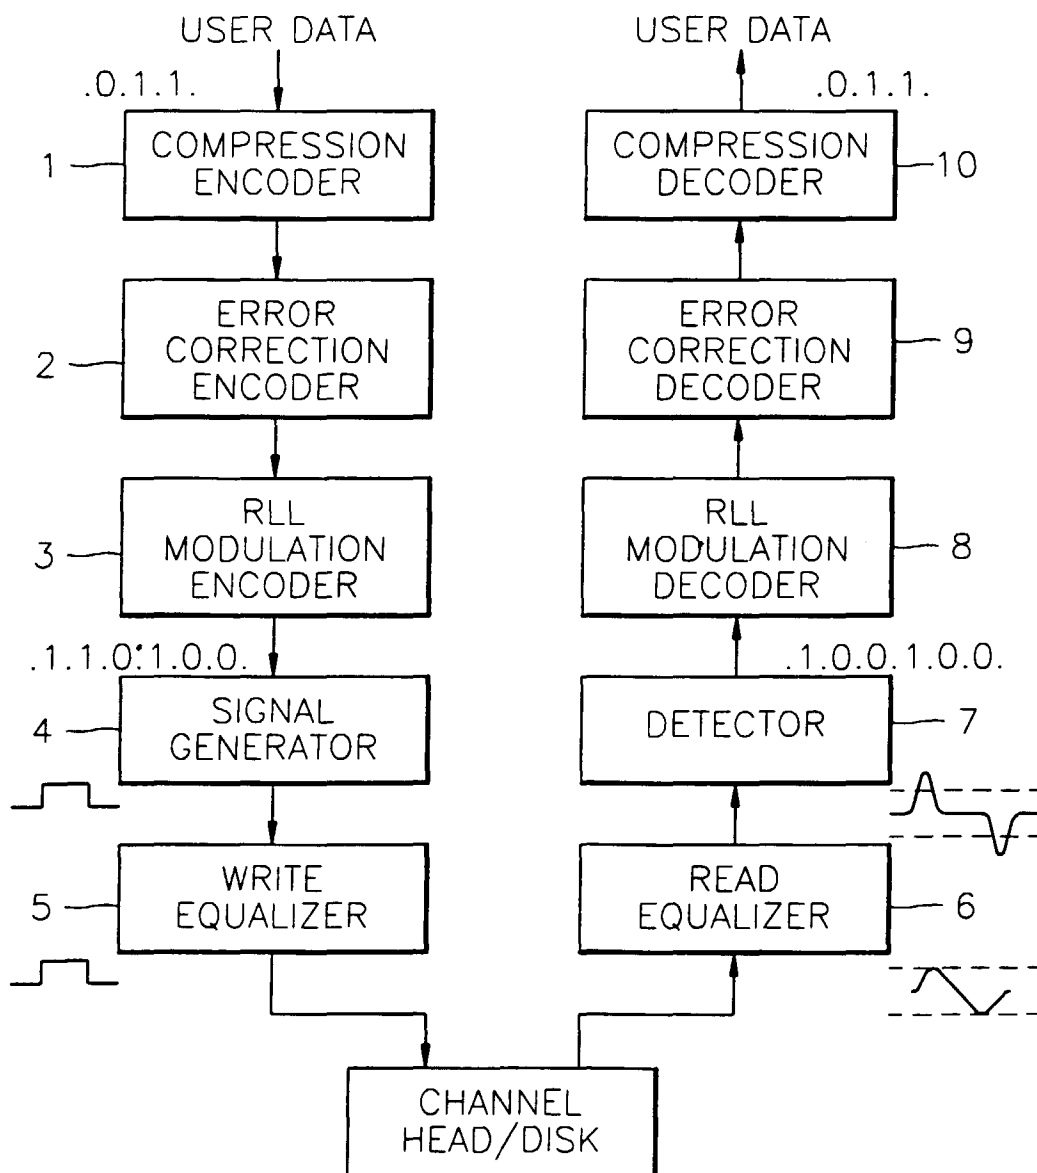 USER DATA
.0.1.1.
1
COMPRESSION
ENCODER
2
ERROR
CORRECTION
ENCODER
3
RLL
MODULATION
ENCODER
.1.1.0.1.0.0.
4
SIGNAL
GENERATOR
5
WRITE
EQUALIZER
CHANNEL
HEAD/DISK
USER DATA
.0.1.1.
COMPRESSION
DECODER
10
ERROR
CORRECTION
DECODER
9
RLL
MODULATION
DECODER
8
.1.0.0.1.0.0.
DETECTOR
7
READ
EQUALIZER
6